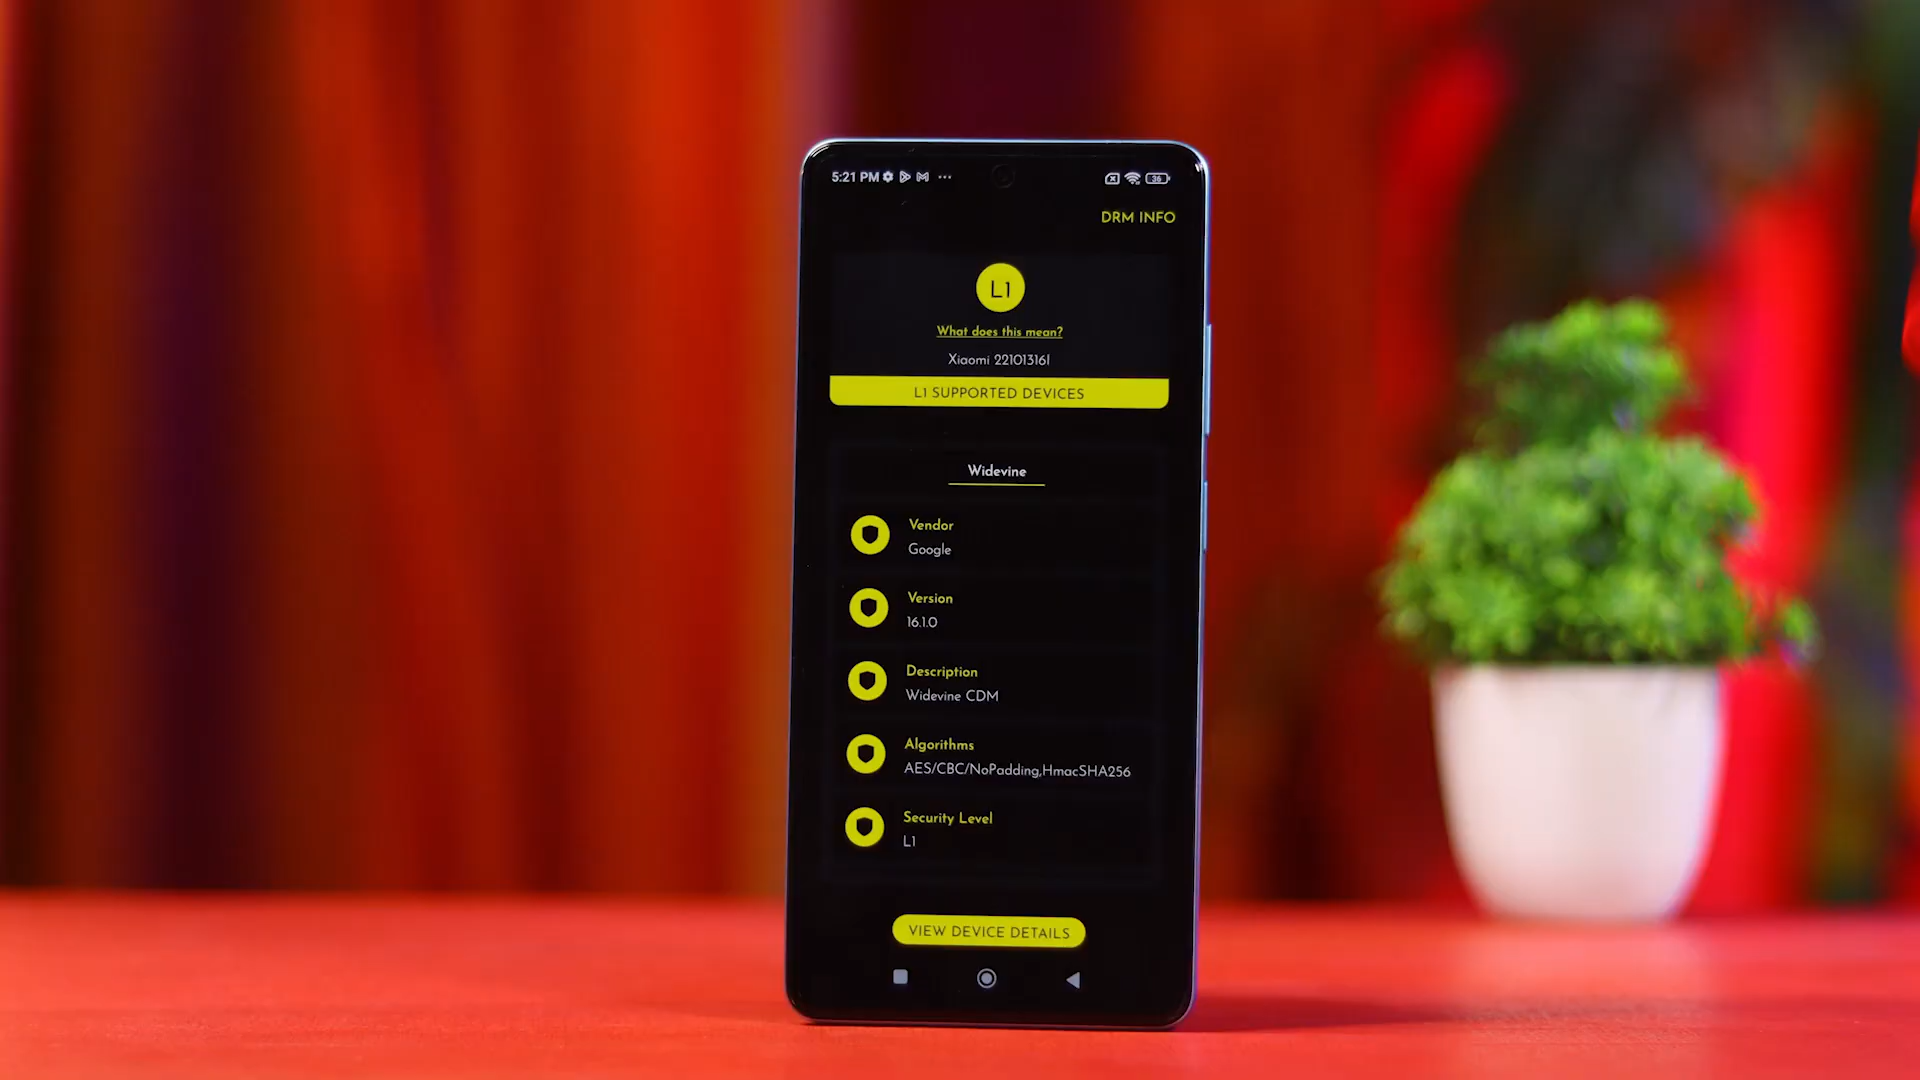 5:21 PM
36
DRM INFO
L1
What does this mean?
Xiaomi 22101316I
L1 SUPPORTED DEVICES
Widevine
Vendor
Google
Version
16.1.0
Description
Widevine CDM
Algorithms
AES/CBC/NoPadding,HmacSHA256
Security Level
L1
VIEW DEVICE DETAILS